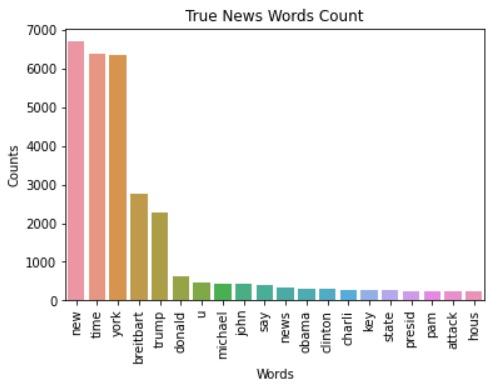 True News Words Count
7000
6000
5000
4000
3000
2000
1000
0
Counts
new
time
york
breitbart
trump
donald
u
michael
john
say
news
obama
clinton
charli
key
state
presid
pam
attack
hous
Words